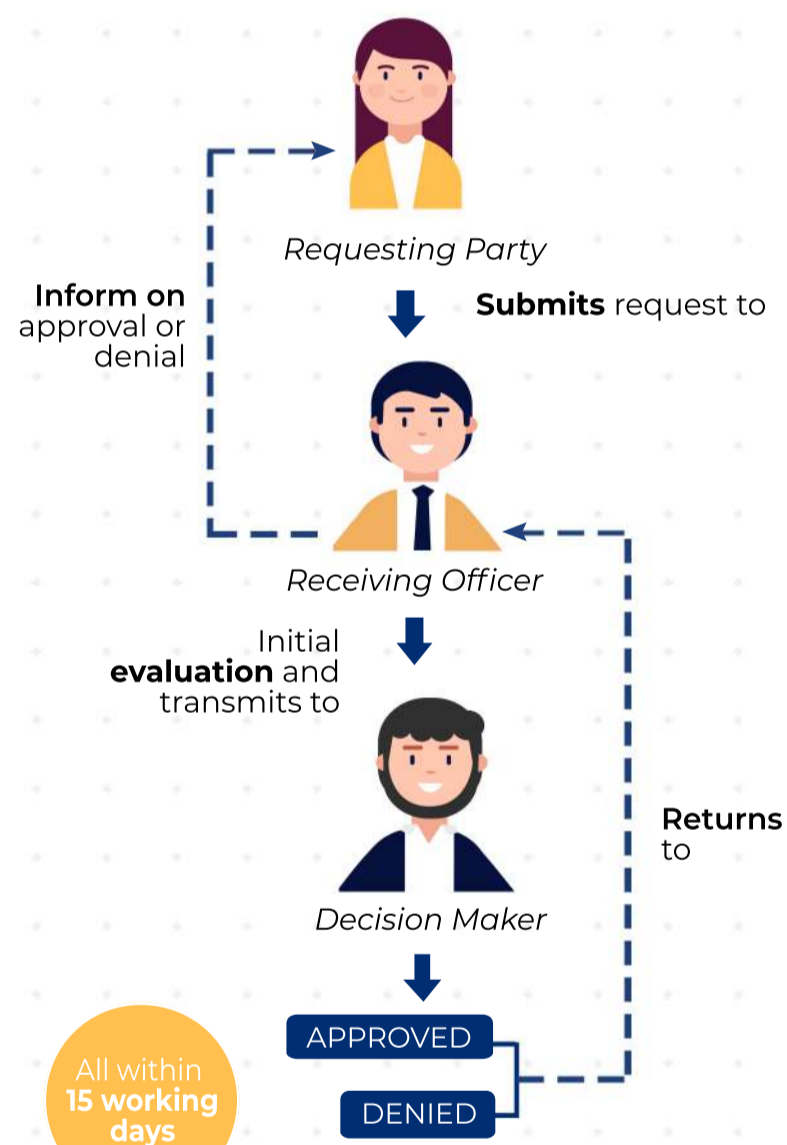 Requesting Party
Submits request to
Inform on
approval or
denial
Receiving Officer
Initial
evaluation and
transmits to
Decision Maker
Returns
to
APPROVED
DENIED
All within
15 working
days